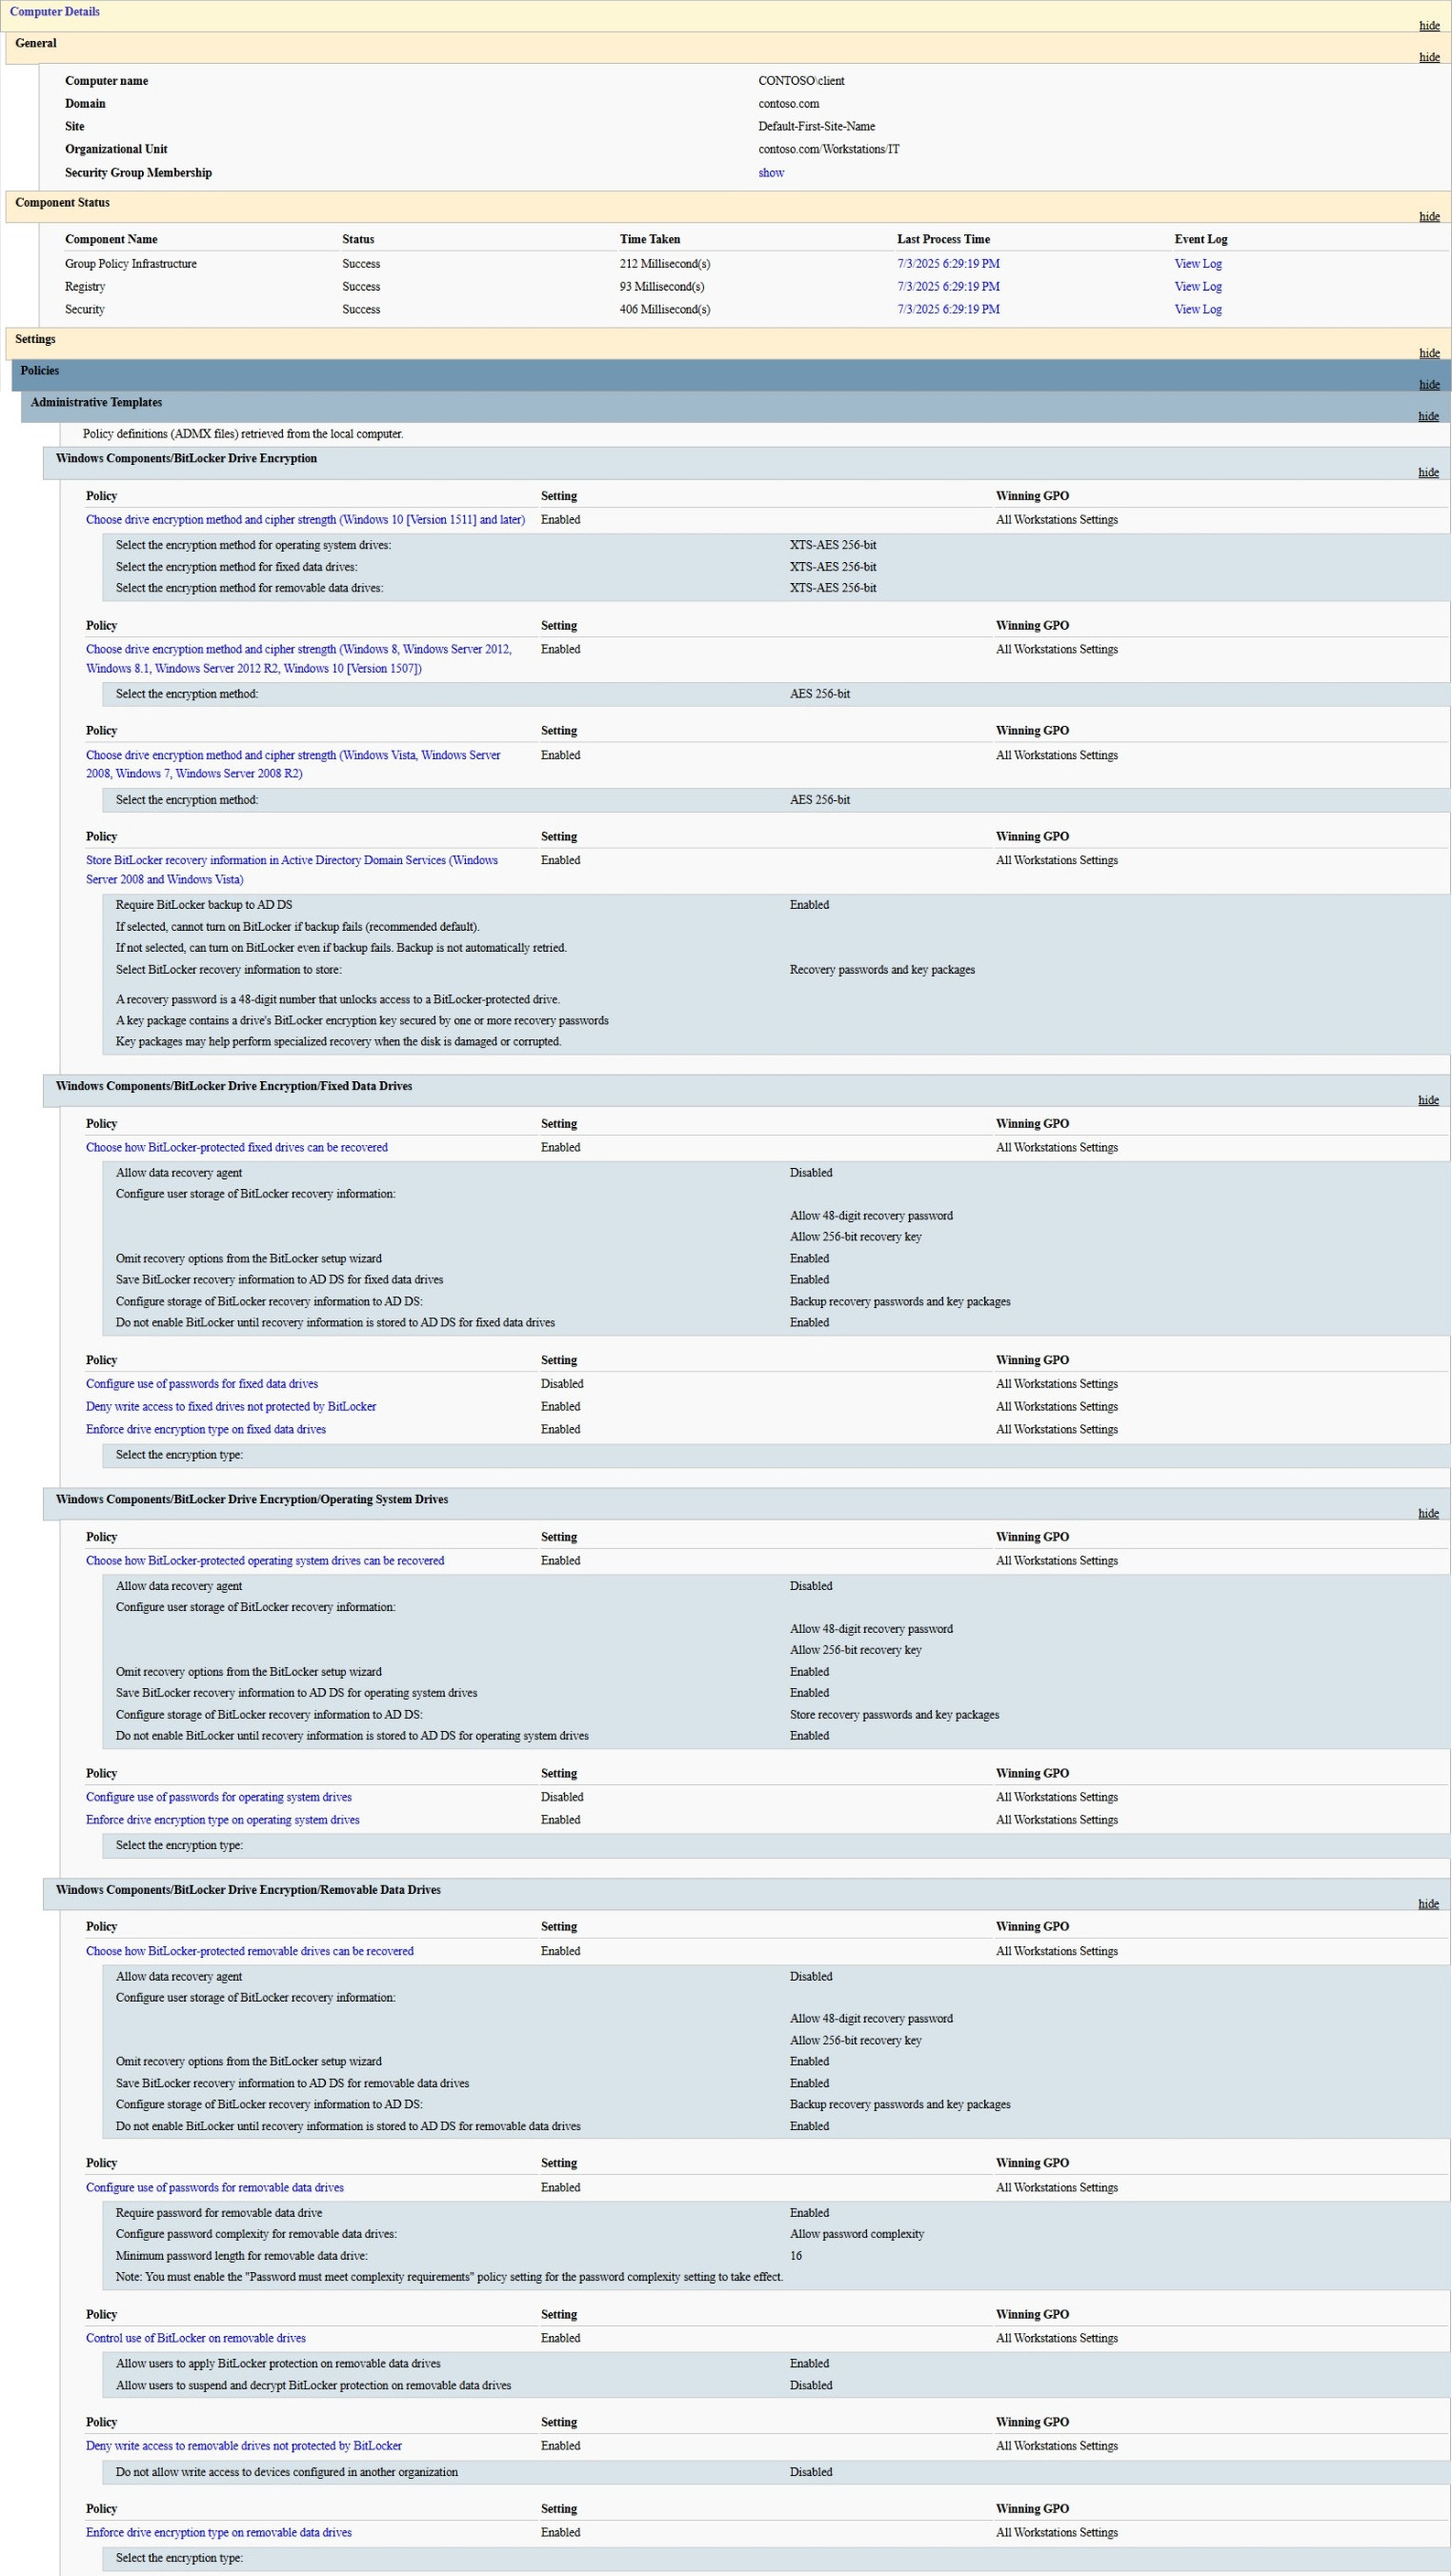 Computer Details
hide
General
hide
Computer name CONTOSO\client
Domain contoso.com
Site Default-First-Site-Name
Organizational Unit contoso.com/Workstations/IT
Security Group Membership show
Component Status
hide
Component Name Status Time Taken Last Process Time Event Log
Group Policy Infrastructure Success 212 Millisecond(s) 7/3/2025 6:29:19 PM View Log
Registry Success 93 Millisecond(s) 7/3/2025 6:29:19 PM View Log
Security Success 406 Millisecond(s) 7/3/2025 6:29:19 PM View Log
Settings
hide
Policies
hide
Administrative Templates
hide
Policy definitions (ADMX files) retrieved from the local computer.
Windows Components/BitLocker Drive Encryption
hide
Policy Setting Winning GPO
Choose drive encryption method and cipher strength (Windows 10 [Version 1511] and later) Enabled All Workstations Settings
Select the encryption method for operating system drives: XTS-AES 256-bit
Select the encryption method for fixed data drives: XTS-AES 256-bit
Select the encryption method for removable data drives: XTS-AES 256-bit
Policy Setting Winning GPO
Choose drive encryption method and cipher strength (Windows 8, Windows Server 2012, Enabled All Workstations Settings
Windows 8.1, Windows Server 2012 R2, Windows 10 [Version 1507])
Select the encryption method: AES 256-bit
Policy Setting Winning GPO
Choose drive encryption method and cipher strength (Windows Vista, Windows Server Enabled All Workstations Settings
2008, Windows 7, Windows Server 2008 R2)
Select the encryption method: AES 256-bit
Policy Setting Winning GPO
Store BitLocker recovery information in Active Directory Domain Services (Windows Enabled All Workstations Settings
Server 2008 and Windows Vista)
Require BitLocker backup to AD DS Enabled
If selected, cannot turn on BitLocker if backup fails (recommended default).
If not selected, can turn on BitLocker even if backup fails. Backup is not automatically retried.
Select BitLocker recovery information to store: Recovery passwords and key packages
A recovery password is a 48-digit number that unlocks access to a BitLocker-protected drive.
A key package contains a drive's BitLocker encryption key secured by one or more recovery passwords
Key packages may help perform specialized recovery when the disk is damaged or corrupted.
Windows Components/BitLocker Drive Encryption/Fixed Data Drives
hide
Policy Setting Winning GPO
Choose how BitLocker-protected fixed drives can be recovered Enabled All Workstations Settings
Allow data recovery agent Disabled
Configure user storage of BitLocker recovery information:
Allow 48-digit recovery password
Allow 256-bit recovery key
Omit recovery options from the BitLocker setup wizard Enabled
Save BitLocker recovery information to AD DS for fixed data drives Enabled
Configure storage of BitLocker recovery information to AD DS: Backup recovery passwords and key packages
Do not enable BitLocker until recovery information is stored to AD DS for fixed data drives Enabled
Policy Setting Winning GPO
Configure use of passwords for fixed data drives Disabled All Workstations Settings
Deny write access to fixed drives not protected by BitLocker Enabled All Workstations Settings
Enforce drive encryption type on fixed data drives Enabled All Workstations Settings
Select the encryption type:
Windows Components/BitLocker Drive Encryption/Operating System Drives
hide
Policy Setting Winning GPO
Choose how BitLocker-protected operating system drives can be recovered Enabled All Workstations Settings
Allow data recovery agent Disabled
Configure user storage of BitLocker recovery information:
Allow 48-digit recovery password
Allow 256-bit recovery key
Omit recovery options from the BitLocker setup wizard Enabled
Save BitLocker recovery information to AD DS for operating system drives Enabled
Configure storage of BitLocker recovery information to AD DS: Store recovery passwords and key packages
Do not enable BitLocker until recovery information is stored to AD DS for operating system drives Enabled
Policy Setting Winning GPO
Configure use of passwords for operating system drives Disabled All Workstations Settings
Enforce drive encryption type on operating system drives Enabled All Workstations Settings
Select the encryption type:
Windows Components/BitLocker Drive Encryption/Removable Data Drives
hide
Policy Setting Winning GPO
Choose how BitLocker-protected removable drives can be recovered Enabled All Workstations Settings
Allow data recovery agent Disabled
Configure user storage of BitLocker recovery information:
Allow 48-digit recovery password
Allow 256-bit recovery key
Omit recovery options from the BitLocker setup wizard Enabled
Save BitLocker recovery information to AD DS for removable data drives Enabled
Configure storage of BitLocker recovery information to AD DS: Backup recovery passwords and key packages
Do not enable BitLocker until recovery information is stored to AD DS for removable data drives Enabled
Policy Setting Winning GPO
Configure use of passwords for removable data drives Enabled All Workstations Settings
Require password for removable data drive Enabled
Configure password complexity for removable data drives: Allow password complexity
Minimum password length for removable data drive: 16
Note: You must enable the "Password must meet complexity requirements" policy setting for the password complexity setting to take effect.
Policy Setting Winning GPO
Control use of BitLocker on removable drives Enabled All Workstations Settings
Allow users to apply BitLocker protection on removable data drives Enabled
Allow users to suspend and decrypt BitLocker protection on removable data drives Disabled
Policy Setting Winning GPO
Deny write access to removable drives not protected by BitLocker Enabled All Workstations Settings
Do not allow write access to devices configured in another organization Disabled
Policy Setting Winning GPO
Enforce drive encryption type on removable data drives Enabled All Workstations Settings
Select the encryption type: